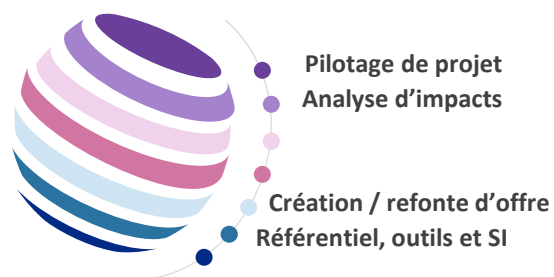 Pilotage de projet
Analyse d’impacts
Création / refonte d’offre
Référentiel, outils et SI